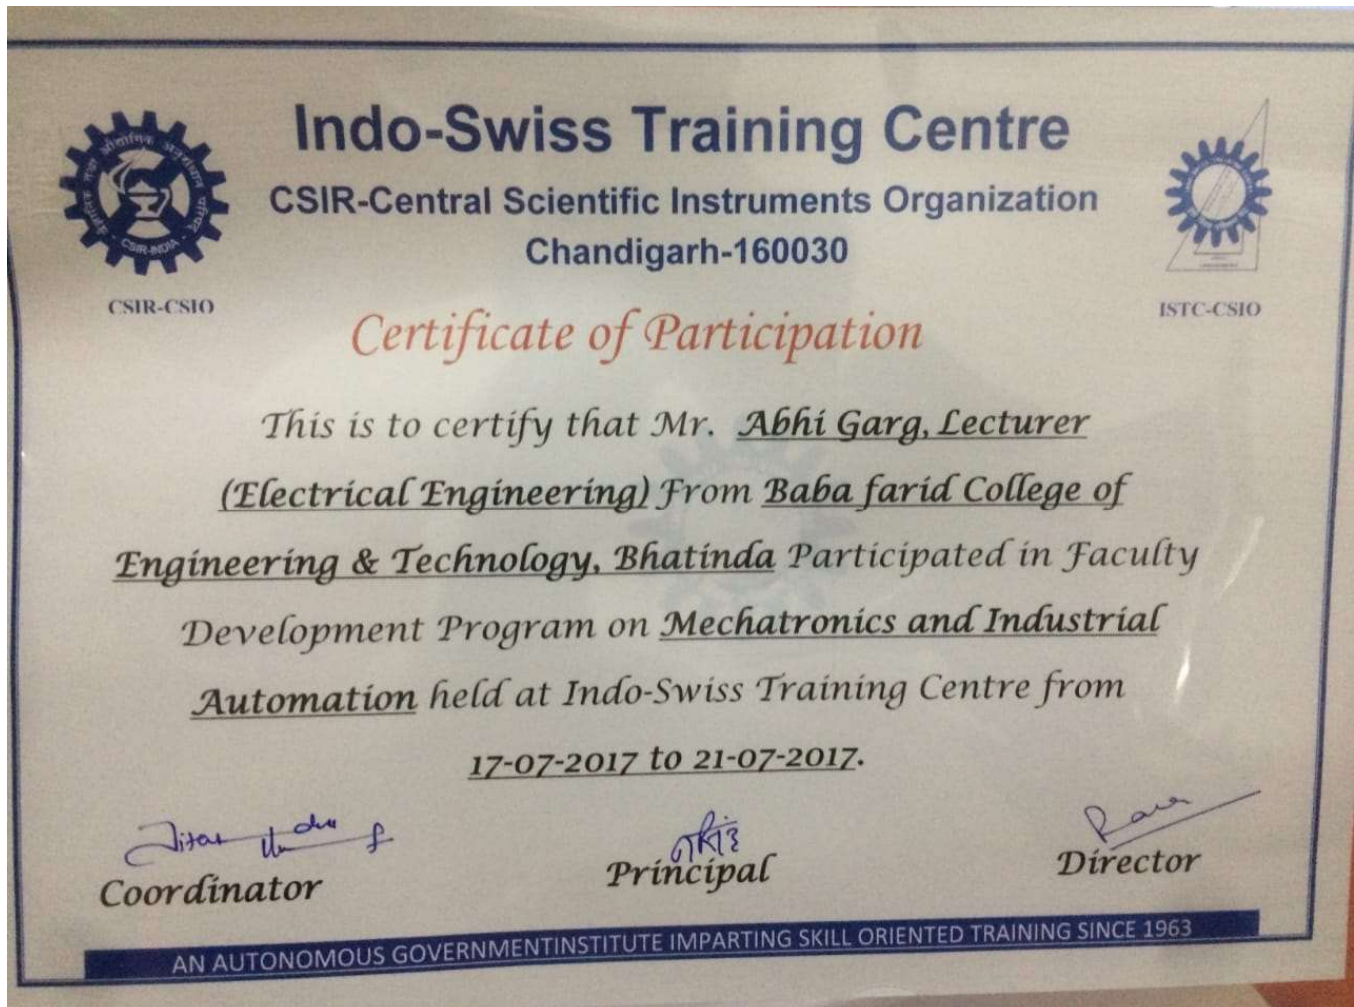 Indo-Swiss Training Centre
CSIR-Central Scientific Instruments Organization
Chandigarh-160030
CSIR-INDIA
CSIR-CSIO
ISTC-CSIO
Certificate of Participation
This is to certify that Mr. Abhi Garg, Lecturer
(Electrical Engineering) From Baba farid College of
Engineering & Technology, Bhatinda Participated in Faculty
Development Program on Mechatronics and Industrial
Automation held at Indo-Swiss Training Centre from
17-07-2017 to 21-07-2017.
Coordinator
Principal
Director
AN AUTONOMOUS GOVERNMENTINSTITUTE IMPARTING SKILL ORIENTED TRAINING SINCE 1963